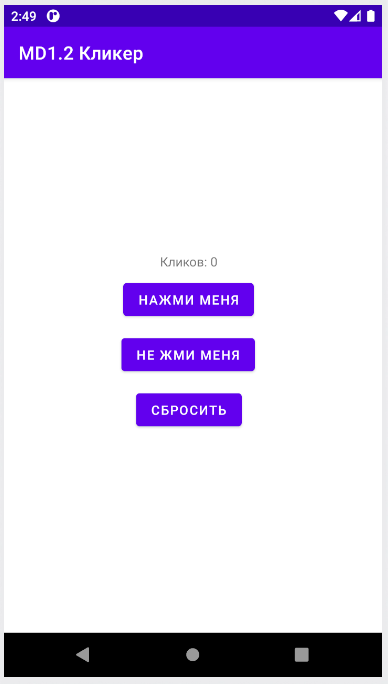 2:49
MD1.2 Кликер
Кликов: 0
НАЖМИ МЕНЯ
НЕ ЖМИ МЕНЯ
СБРОСИТЬ